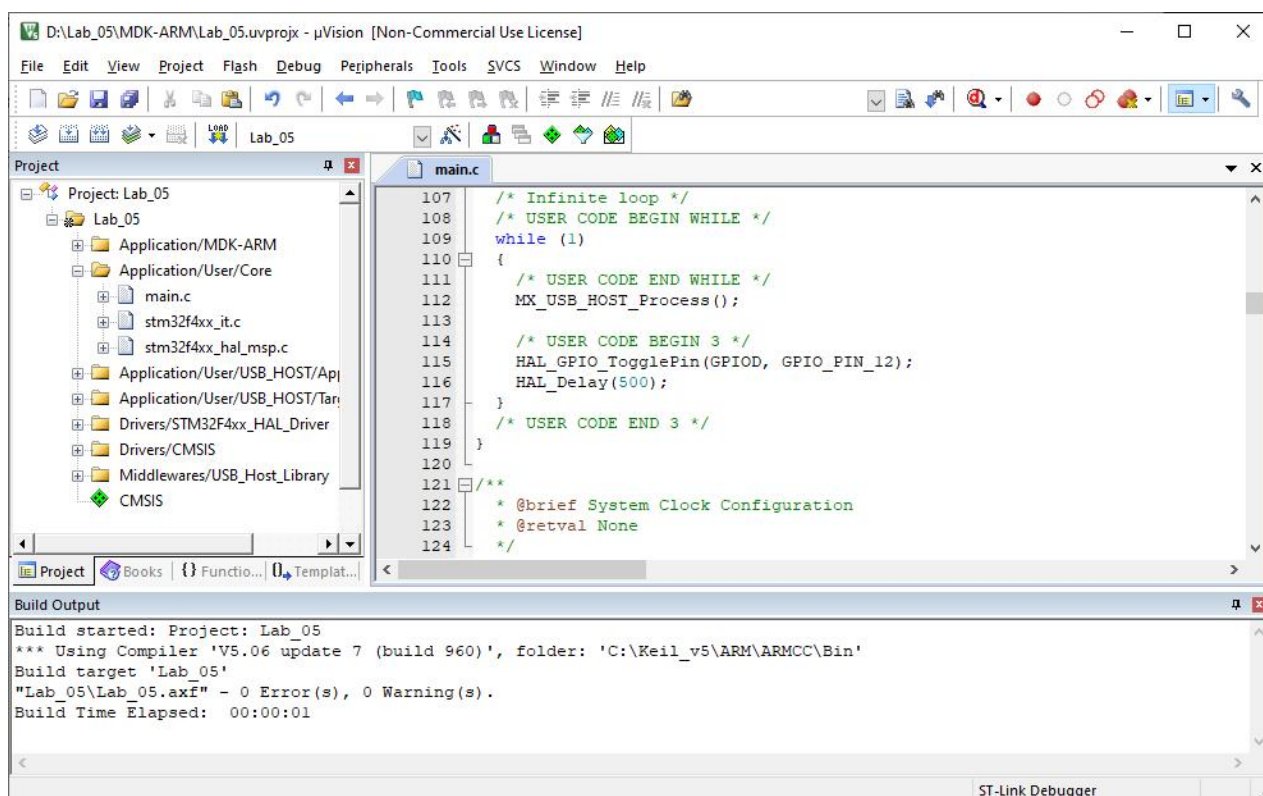 D:\Lab_05\MDK-ARM\Lab_05.uvprojx - µVision [Non-Commercial Use License]
File Edit View Project Flash Debug Peripherals Tools SVCS Window Help
LOAD Lab_05
Project
Project: Lab_05
Lab_05
Application/MDK-ARM
Application/User/Core
main.c
stm32f4xx_it.c
stm32f4xx_hal_msp.c
Application/User/USB_HOST/App
Application/User/USB_HOST/Tar
Drivers/STM32F4xx_HAL_Driver
Drivers/CMSIS
Middlewares/USB_Host_Library
CMSIS
Project Books {} Functio... Templat...
main.c
107 /* Infinite loop */
108 /* USER CODE BEGIN WHILE */
109 while (1)
110 {
111 /* USER CODE END WHILE */
112 MX_USB_HOST_Process();
113
114 /* USER CODE BEGIN 3 */
115 HAL_GPIO_TogglePin(GPIOD, GPIO_PIN_12);
116 HAL_Delay(500);
117 }
118 /* USER CODE END 3 */
119 }
120
121 /**
122 * @brief System Clock Configuration
123 * @retval None
124 */
Build Output
Build started: Project: Lab_05
*** Using Compiler 'V5.06 update 7 (build 960)', folder: 'C:\Keil_v5\ARM\ARMCC\Bin'
Build target 'Lab_05'
"Lab_05\Lab_05.axf" - 0 Error(s), 0 Warning(s).
Build Time Elapsed:  00:00:01
ST-Link Debugger